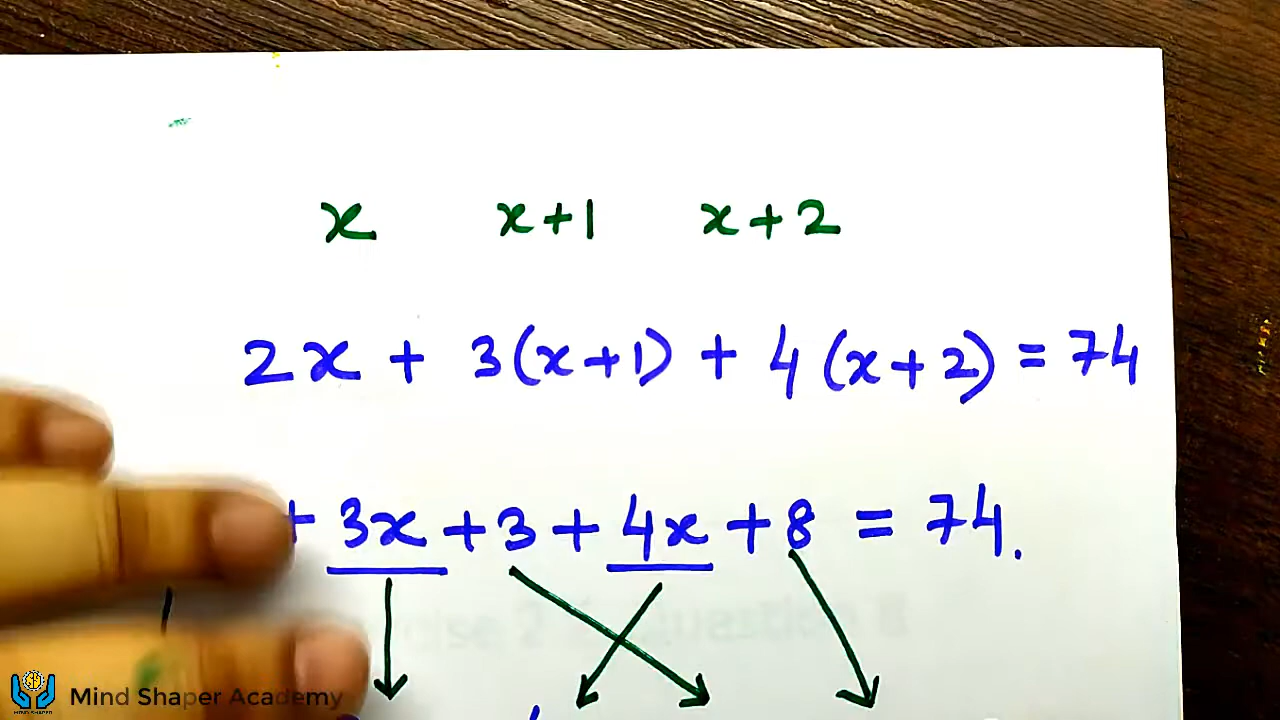 x x+1 x+2
2x + 3(x+1) + 4(x+2) = 74
+ 3x + 3 + 4x + 8 = 74.
Mind Shaper Academy